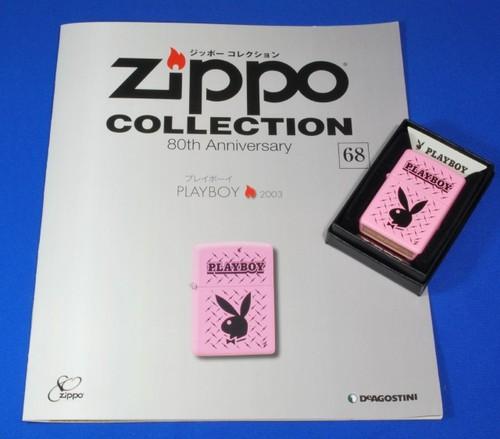 ジッポー コレクション
Zippo
COLLECTION
80th Anniversary
68
プレイボーイ
PLAYBOY 2003
PLAYBOY
80
Zippo
DEAGOSTINI
PLAYBOY
PLAYBOY